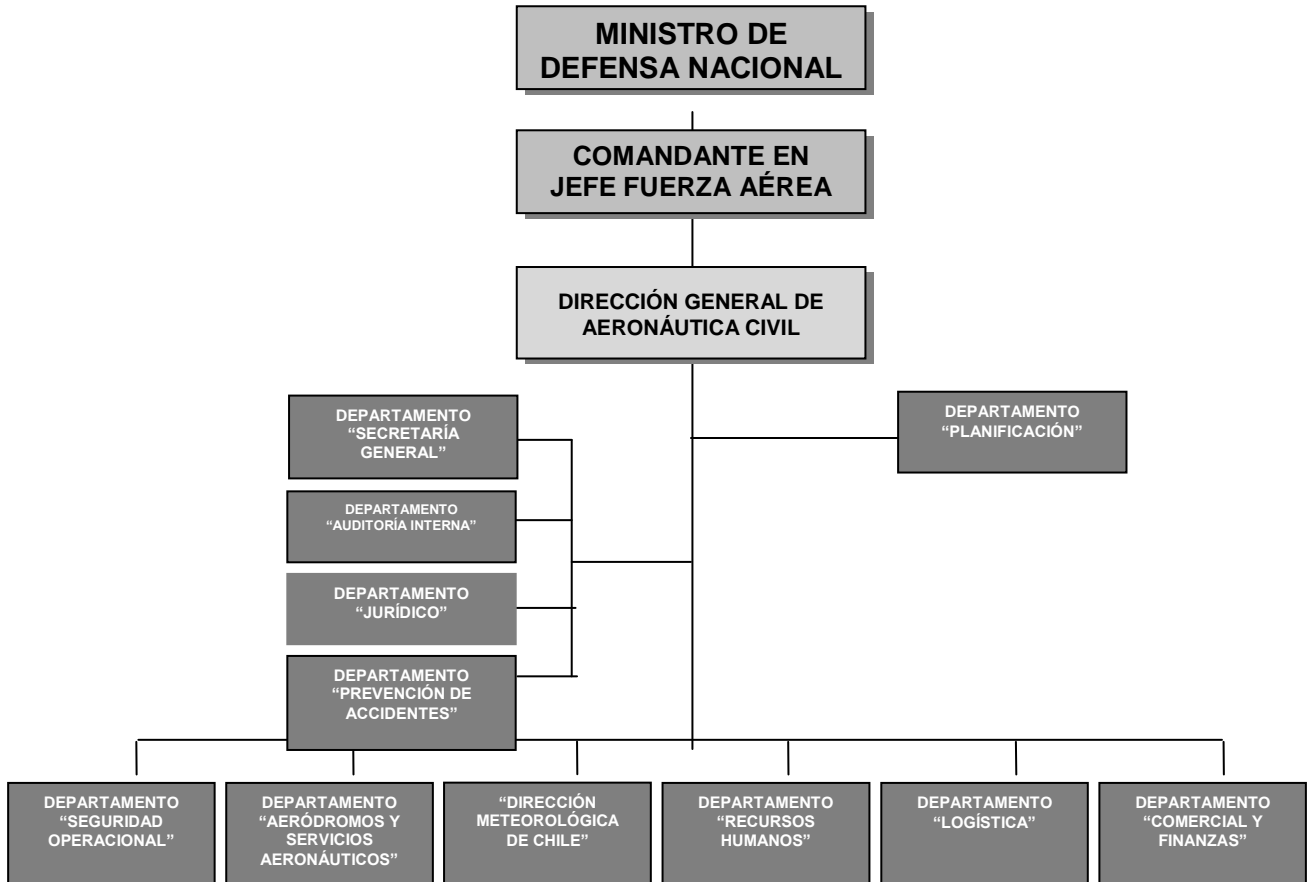 MINISTRO DE
DEFENSA NACIONAL
COMANDANTE EN
JEFE FUERZA AÉREA
DIRECCIÓN GENERAL DE
AERONÁUTICA CIVIL
DEPARTAMENTO
“SECRETARÍA
GENERAL”
DEPARTAMENTO
“PLANIFICACIÓN”
DEPARTAMENTO
“AUDITORÍA INTERNA”
DEPARTAMENTO
“JURÍDICO”
DEPARTAMENTO
“PREVENCIÓN DE
ACCIDENTES”
DEPARTAMENTO
“SEGURIDAD
OPERACIONAL”
DEPARTAMENTO
“AERÓDROMOS Y
SERVICIOS
AERONÁUTICOS”
“DIRECCIÓN
METEOROLÓGICA
DE CHILE”
DEPARTAMENTO
“RECURSOS
HUMANOS”
DEPARTAMENTO
“LOGÍSTICA”
DEPARTAMENTO
“COMERCIAL Y
FINANZAS”